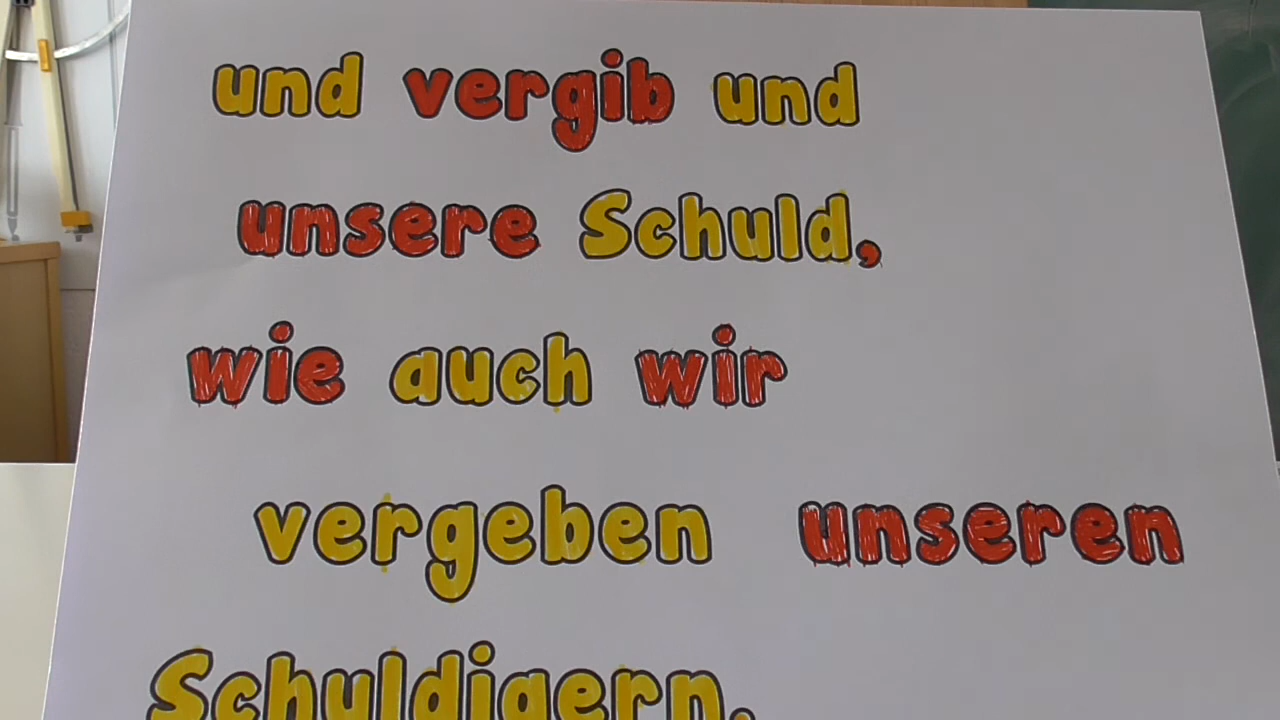 und vergib und
unsere Schuld,
wie auch wir
vergeben unseren
Schuldigern.